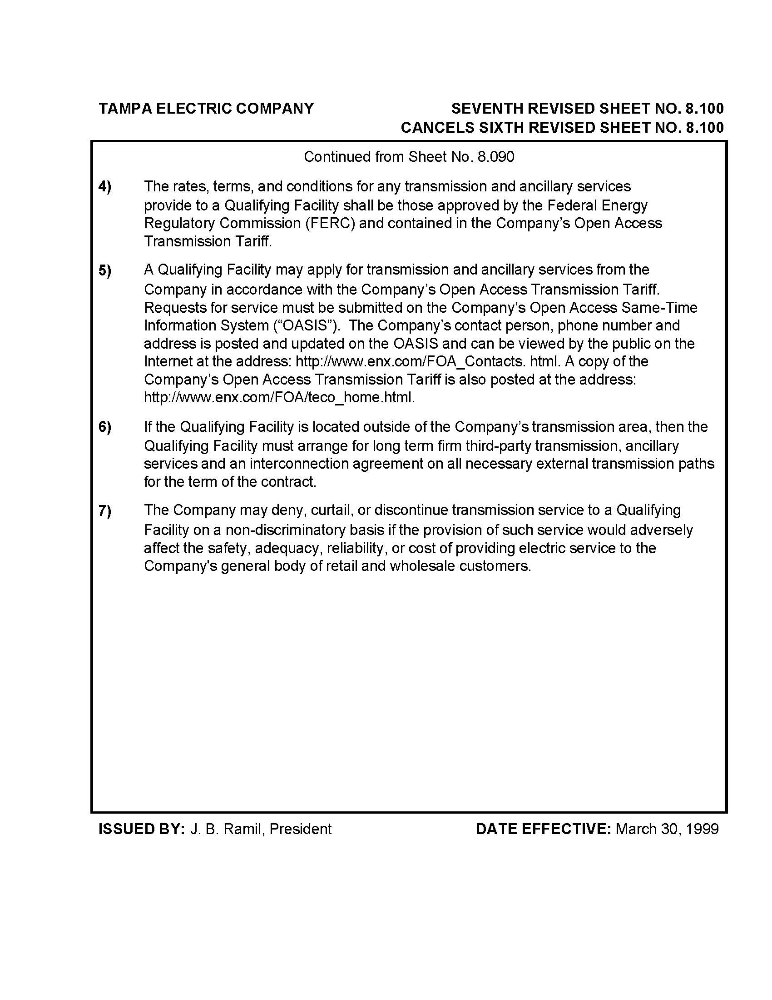 TAMPA ELECTRIC COMPANY
SEVENTH REVISED SHEET NO. 8.100
CANCELS SIXTH REVISED SHEET NO. 8.100
Continued from Sheet No. 8.090
4) The rates, terms, and conditions for any transmission and ancillary services
provide to a Qualifying Facility shall be those approved by the Federal Energy
Regulatory Commission (FERC) and contained in the Company’s Open Access
Transmission Tariff.
5) A Qualifying Facility may apply for transmission and ancillary services from the
Company in accordance with the Company’s Open Access Transmission Tariff.
Requests for service must be submitted on the Company’s Open Access Same-Time
Information System (“OASIS”).  The Company’s contact person, phone number and
address is posted and updated on the OASIS and can be viewed by the public on the
Internet at the address: http://www.enx.com/FOA_Contacts. html. A copy of the
Company’s Open Access Transmission Tariff is also posted at the address:
http://www.enx.com/FOA/teco_home.html.
6) If the Qualifying Facility is located outside of the Company’s transmission area, then the
Qualifying Facility must arrange for long term firm third-party transmission, ancillary
services and an interconnection agreement on all necessary external transmission paths
for the term of the contract.
7) The Company may deny, curtail, or discontinue transmission service to a Qualifying
Facility on a non-discriminatory basis if the provision of such service would adversely
affect the safety, adequacy, reliability, or cost of providing electric service to the
Company's general body of retail and wholesale customers.
ISSUED BY: J. B. Ramil, President
DATE EFFECTIVE: March 30, 1999